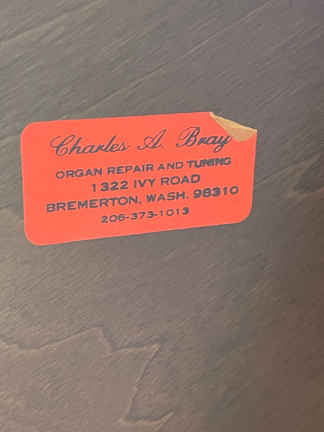 Charles A. Bray
ORGAN REPAIR AND TUNING
1322 IVY ROAD
BREMERTON, WASH. 98310
206-373-1013